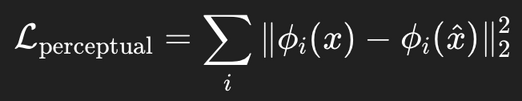 ℒ_perceptual = ∑_i ‖ϕ_i(x) − ϕ_i(x̂)‖₂²